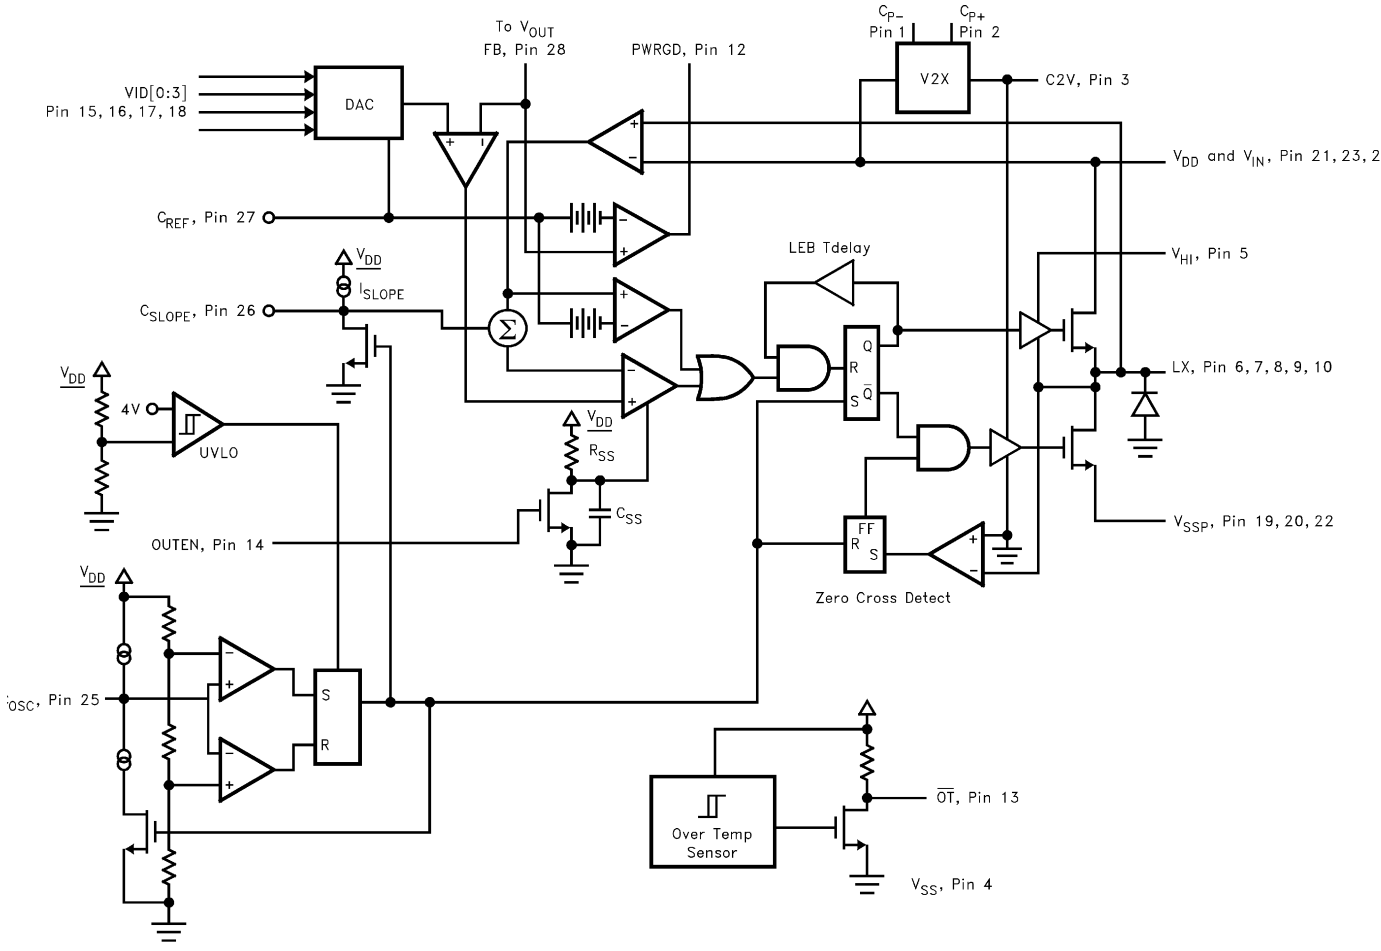 To VOUT
FB, Pin 28
PWRGD, Pin 12
CP-
Pin 1
CP+
Pin 2
V2X
C2V, Pin 3
VID[0:3]
Pin 15, 16, 17, 18
DAC
+
-
+
-
VDD and VIN, Pin 21, 23, 2
CREF, Pin 27
-
+
LEB Tdelay
VHI, Pin 5
VDD
ISLOPE
CSLOPE, Pin 26
Σ
+
-
-
+
Q
R
Q̅
S
LX, Pin 6, 7, 8, 9, 10
VDD
4V
UVLO
VDD
RSS
CSS
OUTEN, Pin 14
FF
R
S
+
-
VSSP, Pin 19, 20, 22
Zero Cross Detect
VDD
-
+
OSC, Pin 25
S
R
-
+
Over Temp
Sensor
O̅T̅, Pin 13
VSS, Pin 4